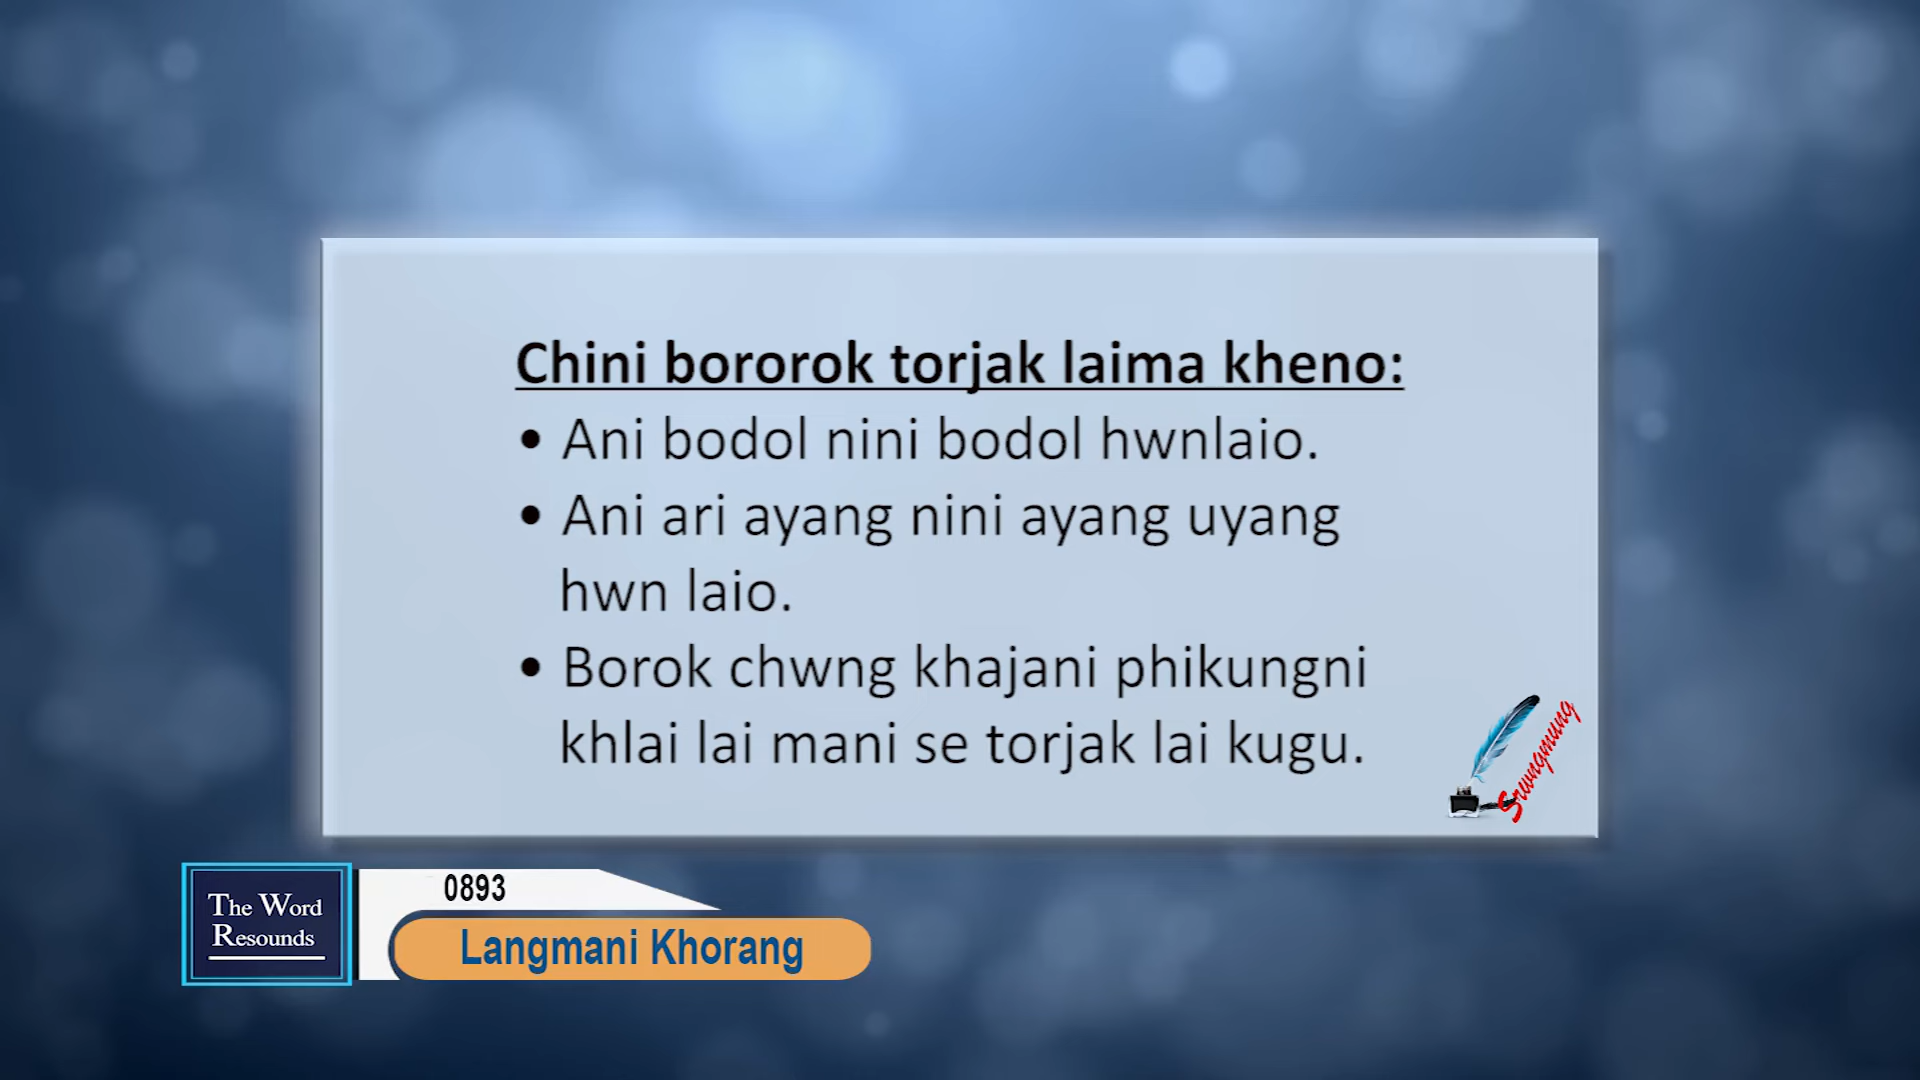 Chini bororok torjak laima kheno:
• Ani bodol nini bodol hwnlaio.
• Ani ari ayang nini ayang uyang
hwn laio.
• Borok chwng khajani phikungni
khlai lai mani se torjak lai kugu.
Srwngmung
The Word
Resounds
0893
Langmani Khorang